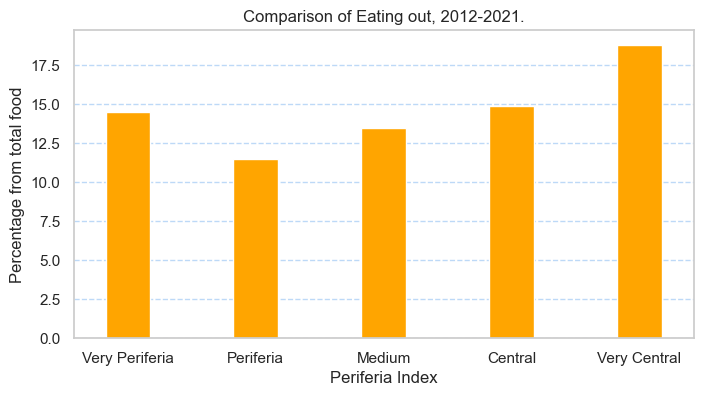 Comparison of Eating out, 2012-2021.
Percentage from total food
17.5
15.0
12.5
10.0
7.5
5.0
2.5
0.0
Very Periferia Periferia Medium Central Very Central
Periferia Index